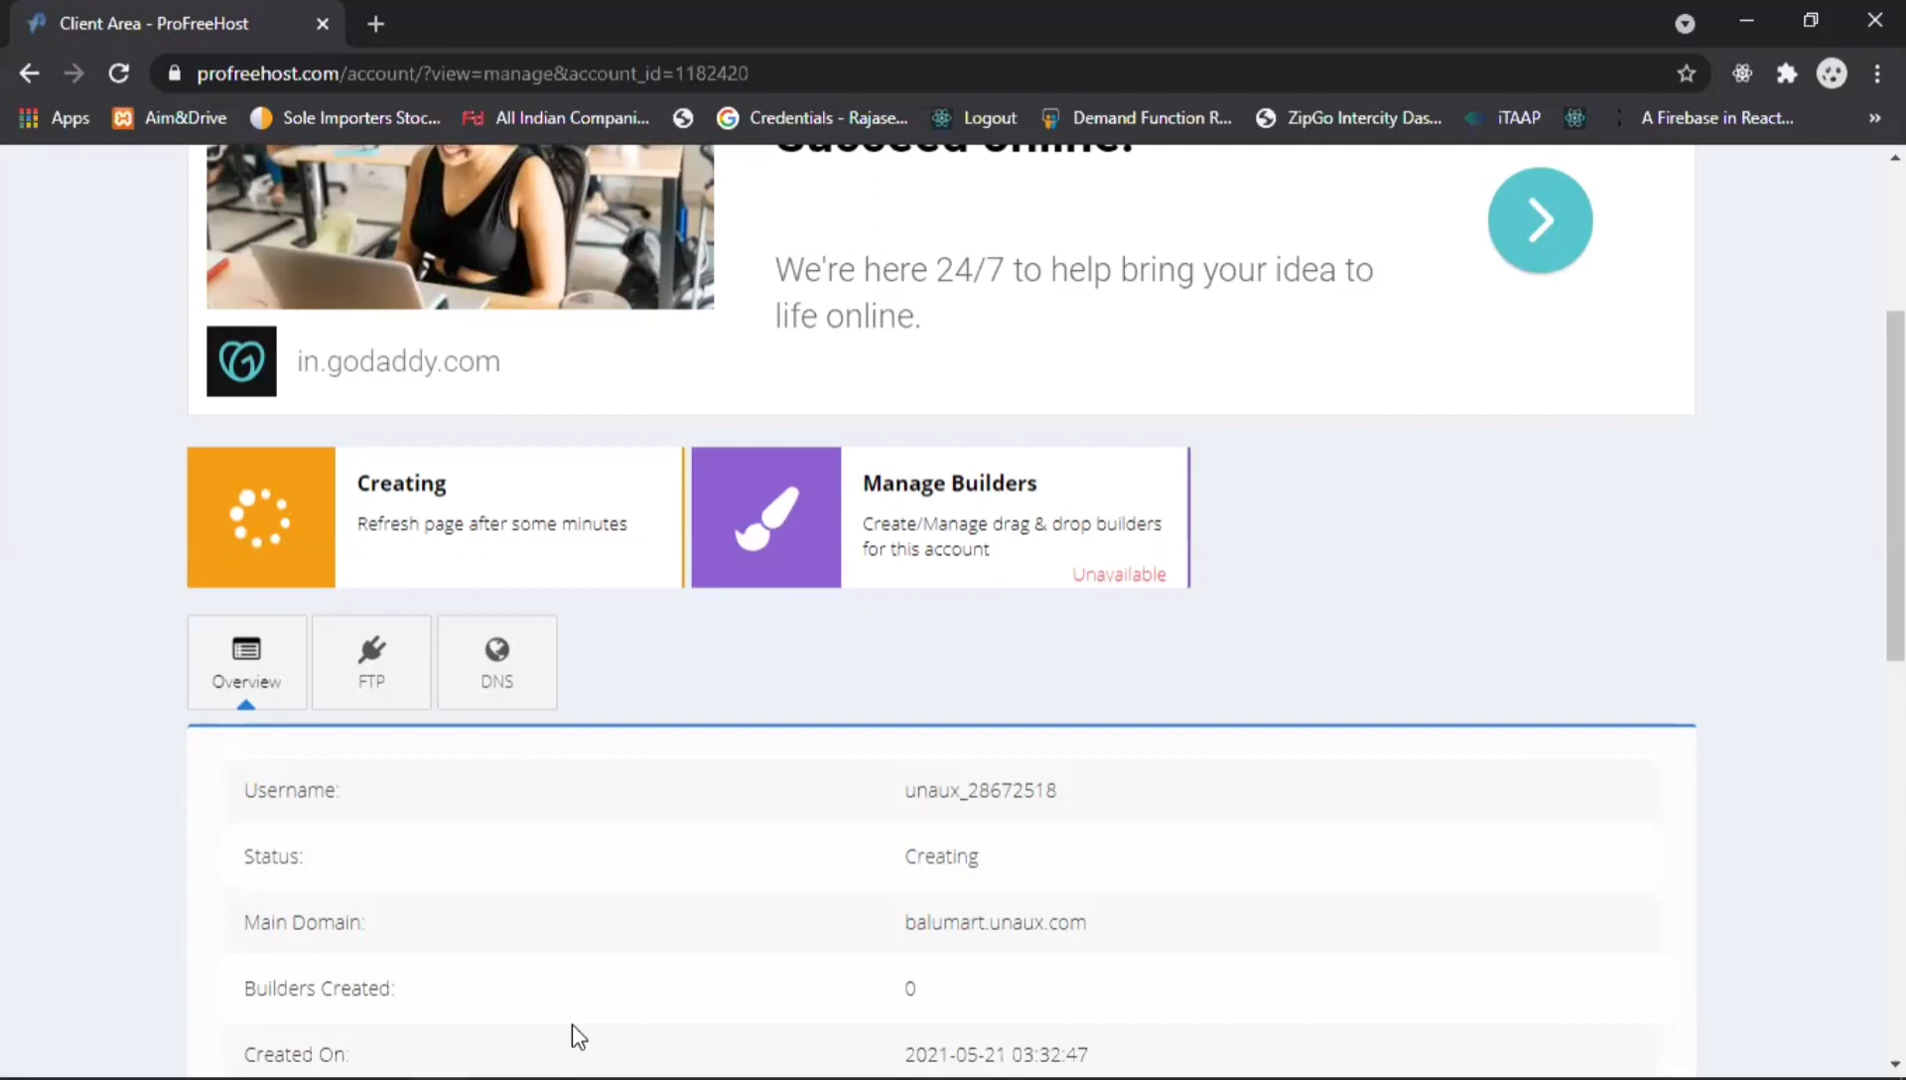 Client Area - ProFreeHost
profreehost.com/account/?view=manage&account_id=1182420
Apps
Aim&Drive
Sole Importers Stoc...
All Indian Compani...
Credentials - Rajase...
Logout
Demand Function R...
ZipGo Intercity Das...
iTAAP
A Firebase in React...
»
Succeed online.
We're here 24/7 to help bring your idea to
life online.
in.godaddy.com
Creating
Refresh page after some minutes
Manage Builders
Create/Manage drag & drop builders
for this account
Unavailable
Overview
FTP
DNS
Username: unaux_28672518
Status: Creating
Main Domain: balumart.unaux.com
Builders Created: 0
Created On: 2021-05-21 03:32:47